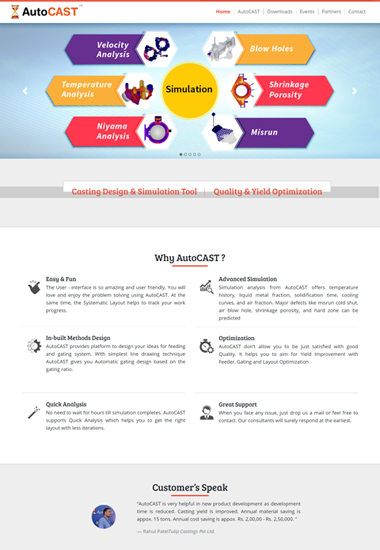 AutoCAST™
Home | AutoCAST | Downloads | Events | Partners | Contact
Velocity
Analysis
Blow Holes
Temperature
Analysis
Simulation
Shrinkage
Porosity
Niyama
Analysis
Misrun
Casting Design & Simulation Tool | Quality & Yield Optimization
Why AutoCAST ?
Easy & Fun
The User - interface is so amazing and user friendly. You will
love and enjoy the problem solving using AutoCAST. At the
same time, the Systematic Layout helps to track your work
progress.
Advanced Simulation
Simulation analysis from AutoCAST offers temperature
history, liquid metal fraction, solidification time, cooling
curves, and air fraction. Major defects like misrun cold shut,
air blow hole, shrinkage porosity, and hard zone can be
predicted
In-built Methods Design
AutoCAST provides platform to design your ideas for feeding
and gating system. With simplest line drawing technique
AutoCAST gives you Automatic gating design based on the
gating ratio.
Optimization
AutoCAST don't allow you to be just satisfied with good
Quality. It helps you to aim for Yield Improvement with
Feeder, Gating and Layout Optimization
Quick Analysis
No need to wait for hours till simulation completes. AutoCAST
supports Quick Analysis which helps you to get the right
layout with less iterations.
Great Support
When you face any issue, just drop us a mail or feel free to
contact. Our consultants will surely respond at the earliest.
Customer's Speak
"AutoCAST is very helpful in new product development as development
time is reduced. Casting yield is improved. Annual material saving is
appox. 15 tons. Annual cost saving is appox. Rs. 2,00,00 - Rs. 2,50,000. "
— Rahul Patel|Tulip Castings Pvt.Ltd.